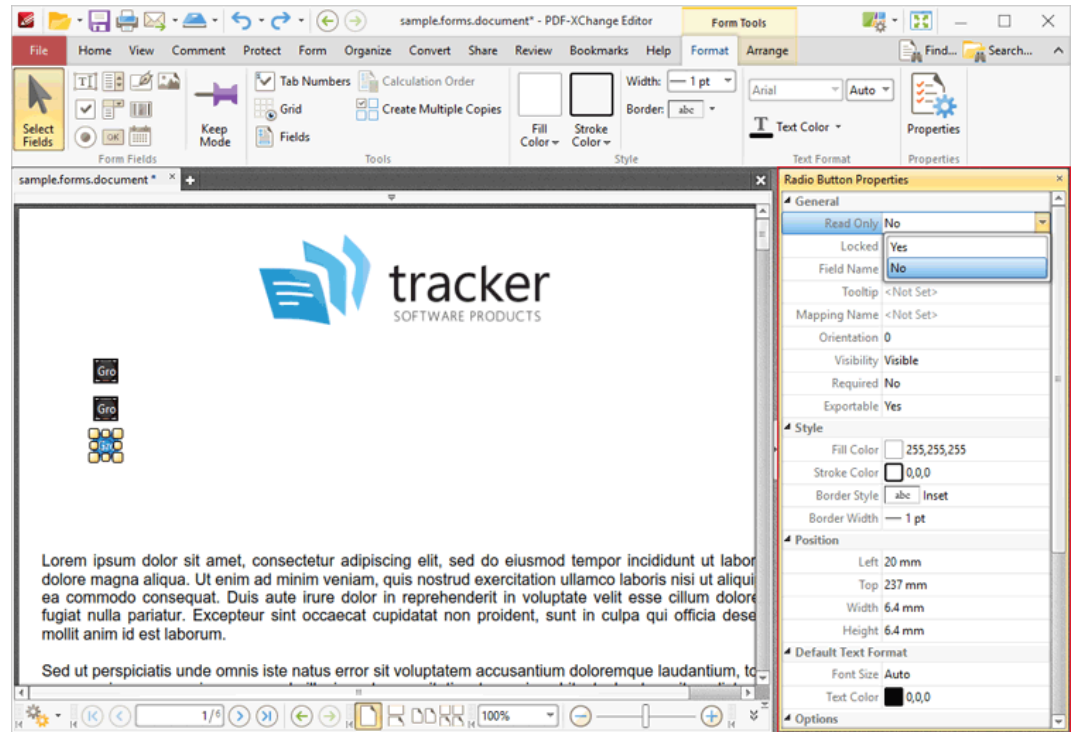 sample.forms.document* - PDF-XChange Editor
Form Tools
File Home View Comment Protect Form Organize Convert Share Review Bookmarks Help Format Arrange Find... Search...
Select Fields
OK
Form Fields
Keep Mode
Tab Numbers
Grid
Fields
Calculation Order
Create Multiple Copies
Tools
Fill Color
Stroke Color
Width: 1 pt
Border: abc
Style
Arial Auto
T Text Color
Text Format
Properties
Properties
sample.forms.document *
tracker
SOFTWARE PRODUCTS
Gro
Gro
Lorem ipsum dolor sit amet, consectetur adipiscing elit, sed do eiusmod tempor incididunt ut labor
dolore magna aliqua. Ut enim ad minim veniam, quis nostrud exercitation ullamco laboris nisi ut aliqui
ea commodo consequat. Duis aute irure dolor in reprehenderit in voluptate velit esse cillum dolore
fugiat nulla pariatur. Excepteur sint occaecat cupidatat non proident, sunt in culpa qui officia dese
mollit anim id est laborum.
Sed ut perspiciatis unde omnis iste natus error sit voluptatem accusantium doloremque laudantium, to
1/6
100%
Radio Button Properties
General
Read Only No
Locked Yes
Field Name No
Tooltip <Not Set>
Mapping Name <Not Set>
Orientation 0
Visibility Visible
Required No
Exportable Yes
Style
Fill Color 255,255,255
Stroke Color 0,0,0
Border Style abc Inset
Border Width 1 pt
Position
Left 20 mm
Top 237 mm
Width 6.4 mm
Height 6.4 mm
Default Text Format
Font Size Auto
Text Color 0,0,0
Options